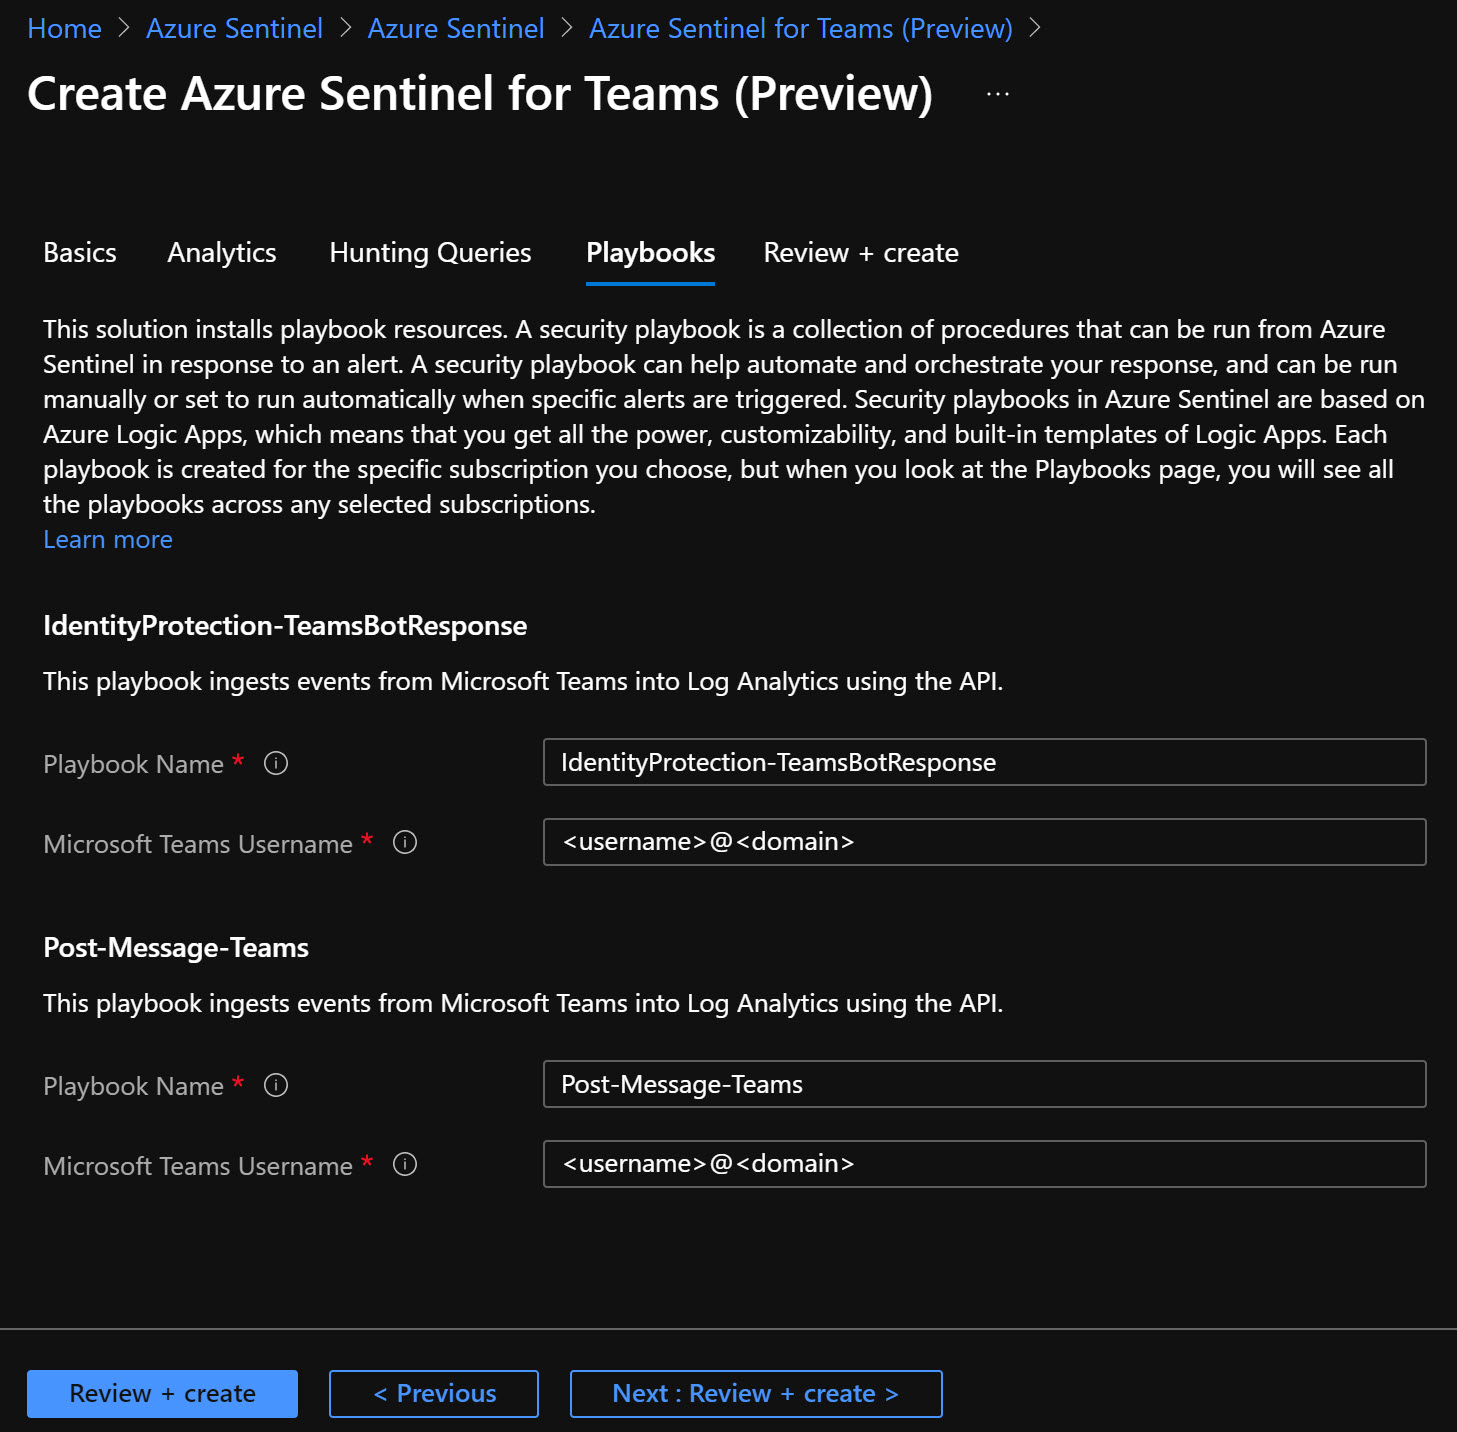 Home > Azure Sentinel > Azure Sentinel > Azure Sentinel for Teams (Preview) >
Create Azure Sentinel for Teams (Preview) ...
Basics Analytics Hunting Queries Playbooks Review + create
This solution installs playbook resources. A security playbook is a collection of procedures that can be run from Azure
Sentinel in response to an alert. A security playbook can help automate and orchestrate your response, and can be run
manually or set to run automatically when specific alerts are triggered. Security playbooks in Azure Sentinel are based on
Azure Logic Apps, which means that you get all the power, customizability, and built-in templates of Logic Apps. Each
playbook is created for the specific subscription you choose, but when you look at the Playbooks page, you will see all
the playbooks across any selected subscriptions.
Learn more
IdentityProtection-TeamsBotResponse
This playbook ingests events from Microsoft Teams into Log Analytics using the API.
Playbook Name * IdentityProtection-TeamsBotResponse
Microsoft Teams Username * <username>@<domain>
Post-Message-Teams
This playbook ingests events from Microsoft Teams into Log Analytics using the API.
Playbook Name * Post-Message-Teams
Microsoft Teams Username * <username>@<domain>
Review + create < Previous Next : Review + create >